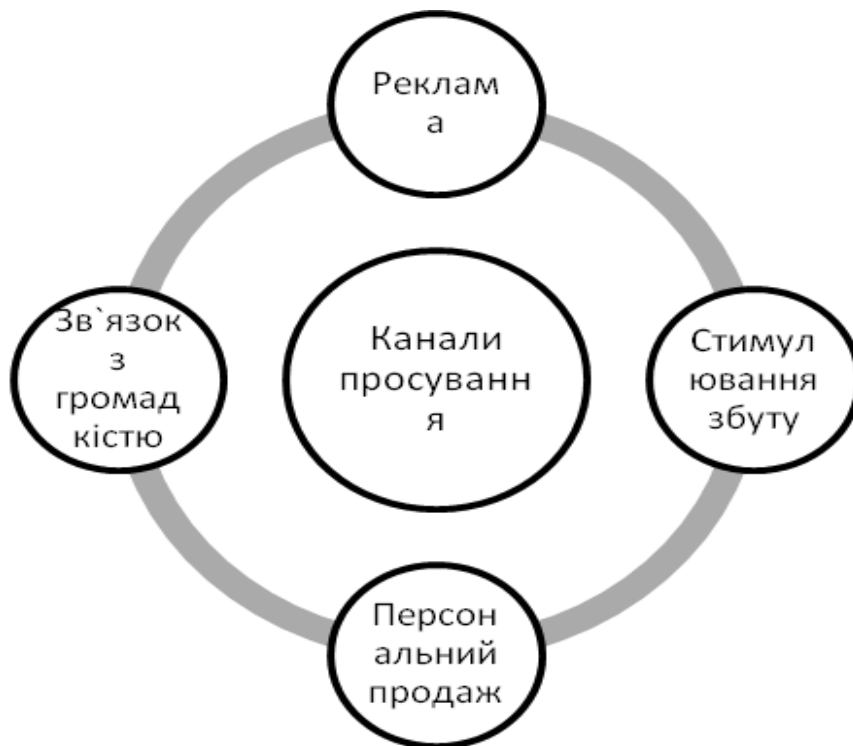 Реклам
а
Зв`язок
з
громад
кістю
Канали
просуванн
я
Стимул
ювання
збуту
Персон
альний
продаж